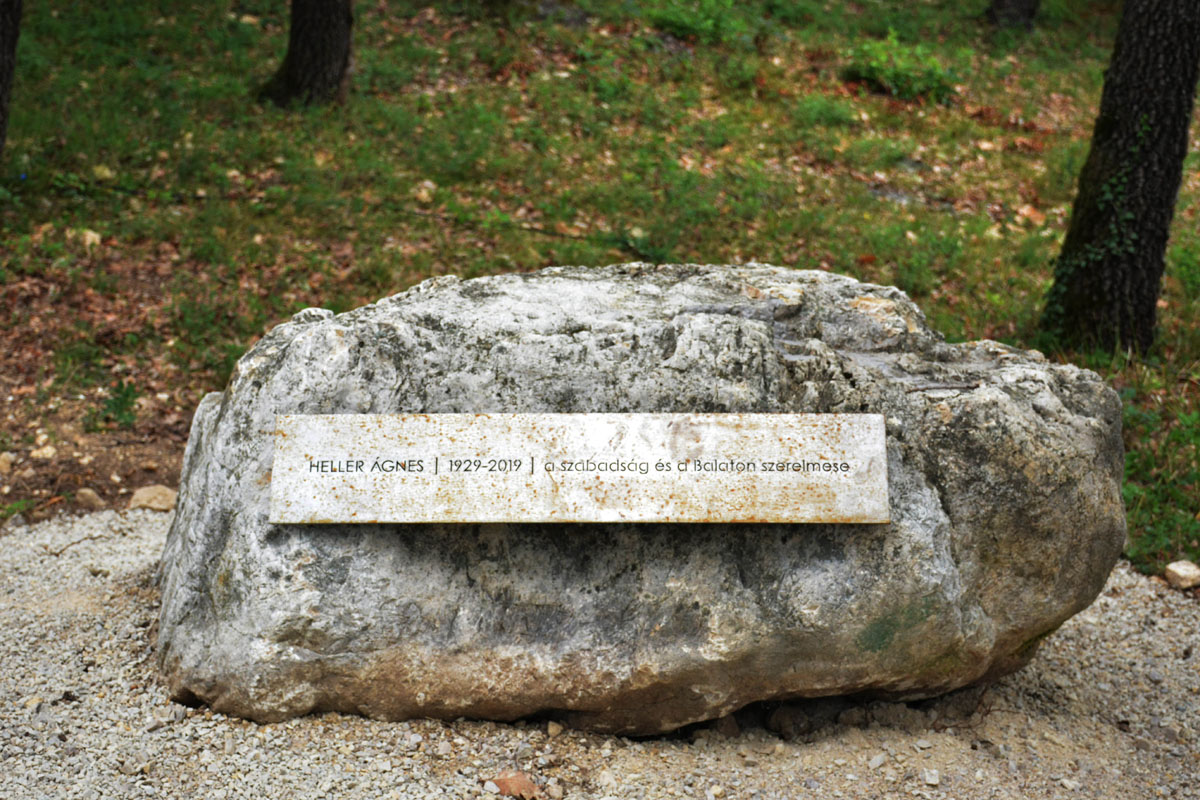 HELLER ÁGNES | 1929-2019 | a szabadság és a Balaton szerelmese